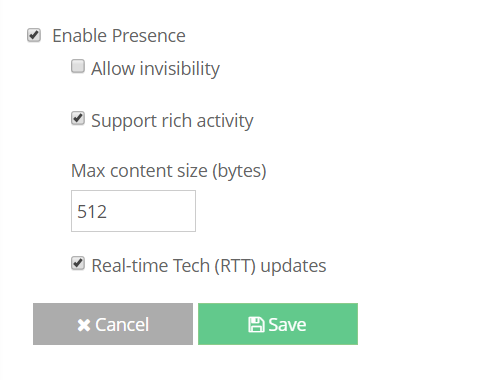 Enable Presence
Allow invisibility
Support rich activity
Max content size (bytes)
512
Real-time Tech (RTT) updates
Cancel Save